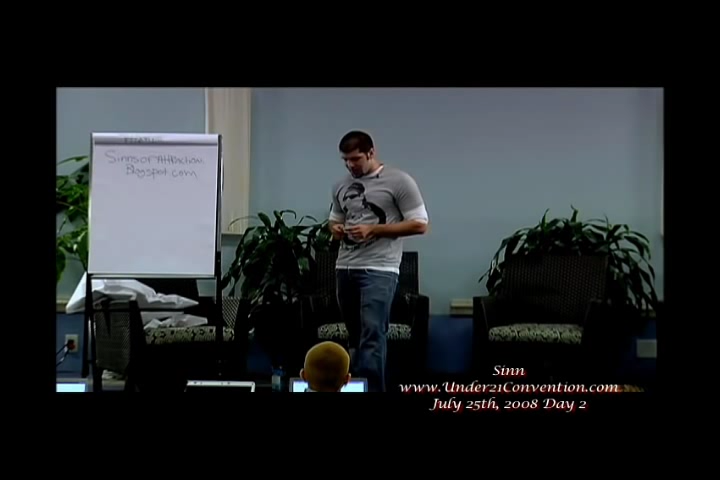 SinnsofAttraction
Blogspot.com
Sinn
www.Under21Convention.com
July 25th, 2008 Day 2